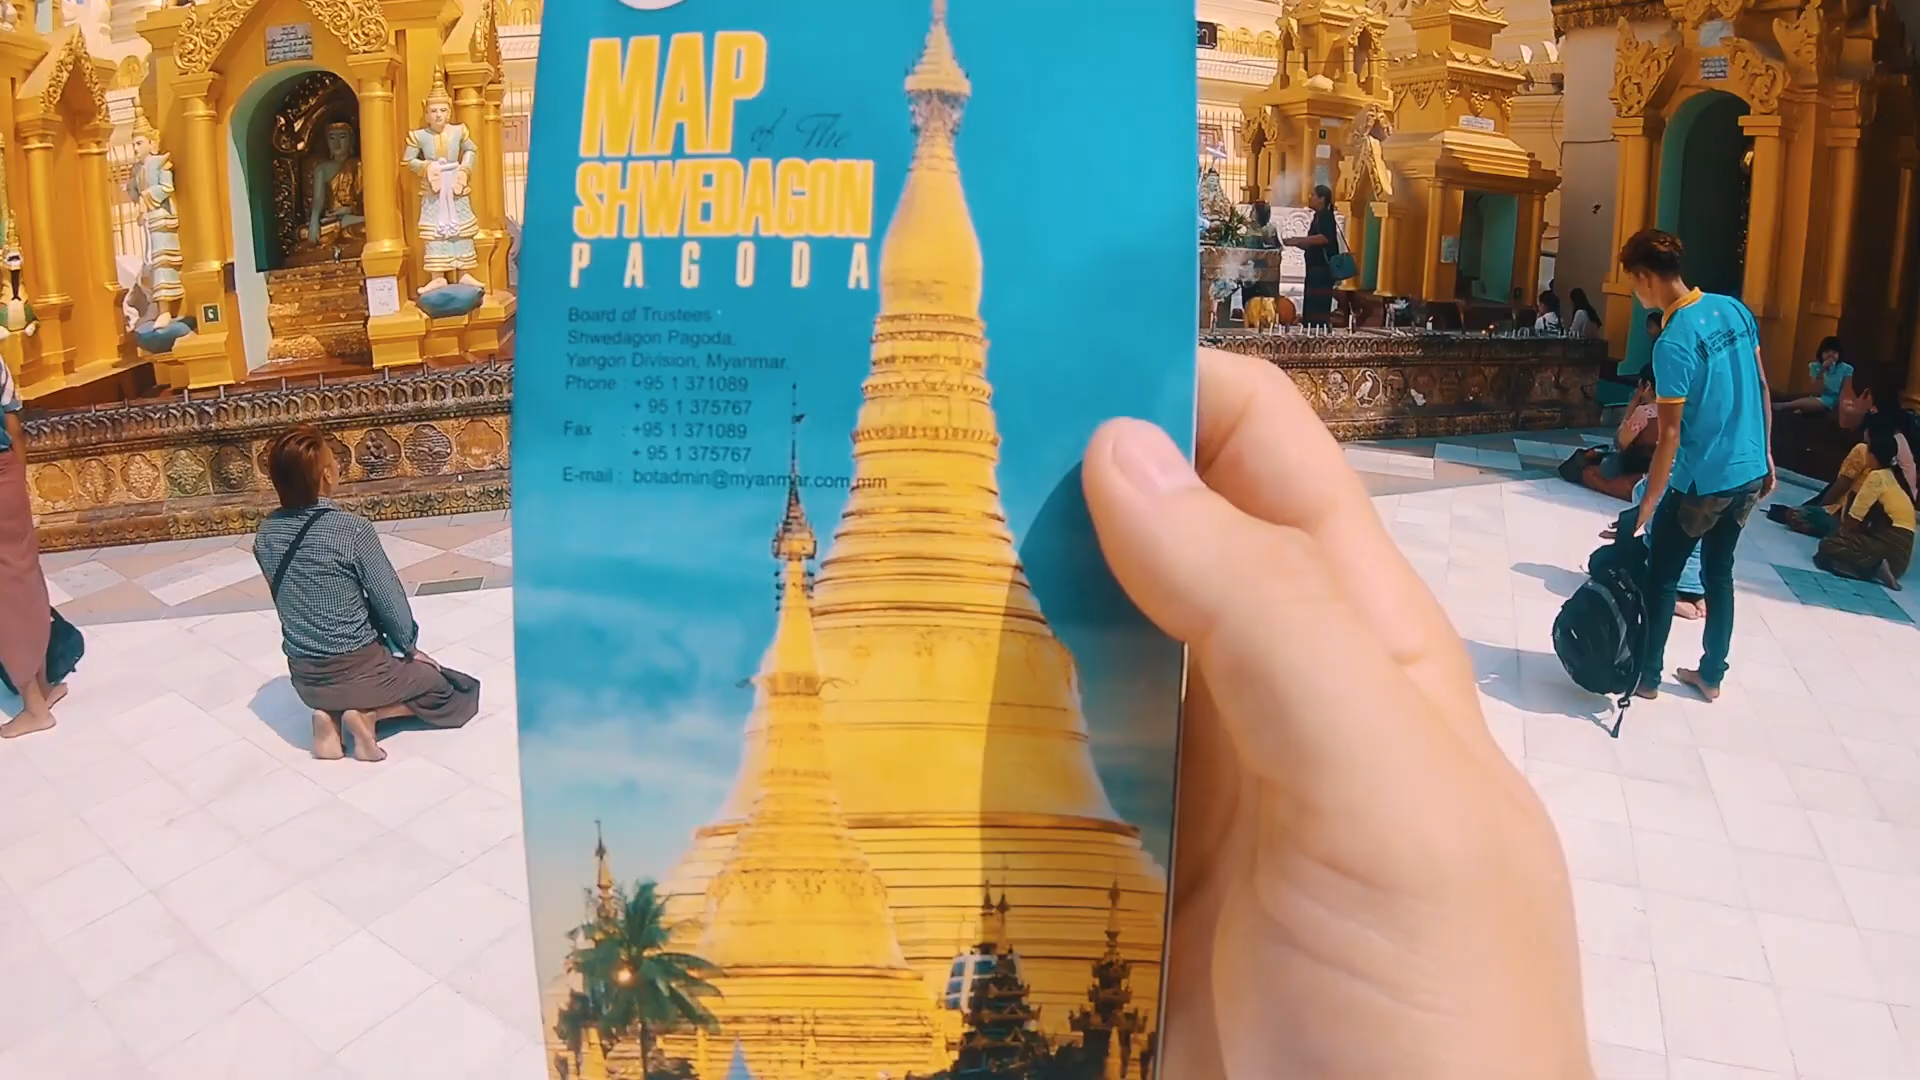 MAP of The
SHWEDAGON
PAGODA
Board of Trustees
Shwedagon Pagoda,
Yangon Division, Myanmar.
Phone : +95 1 371089
+ 95 1 375767
Fax : +95 1 371089
+ 95 1 375767
E-mail : botadmin@myanmar.com.mm